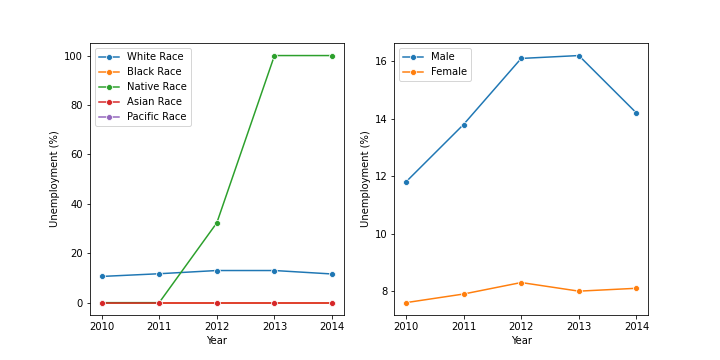 Unemployment (%)
100
80
60
40
20
0
2010 2011 2012 2013 2014
Year
White Race
Black Race
Native Race
Asian Race
Pacific Race
Unemployment (%)
16
14
12
10
8
2010 2011 2012 2013 2014
Year
Male
Female